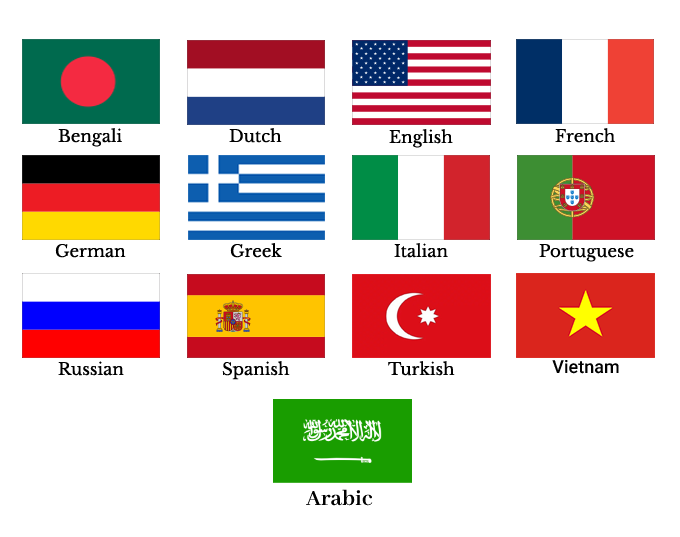 Bengali
Dutch
English
French
German
Greek
Italian
Portuguese
Russian
Spanish
Turkish
Vietnam
Arabic